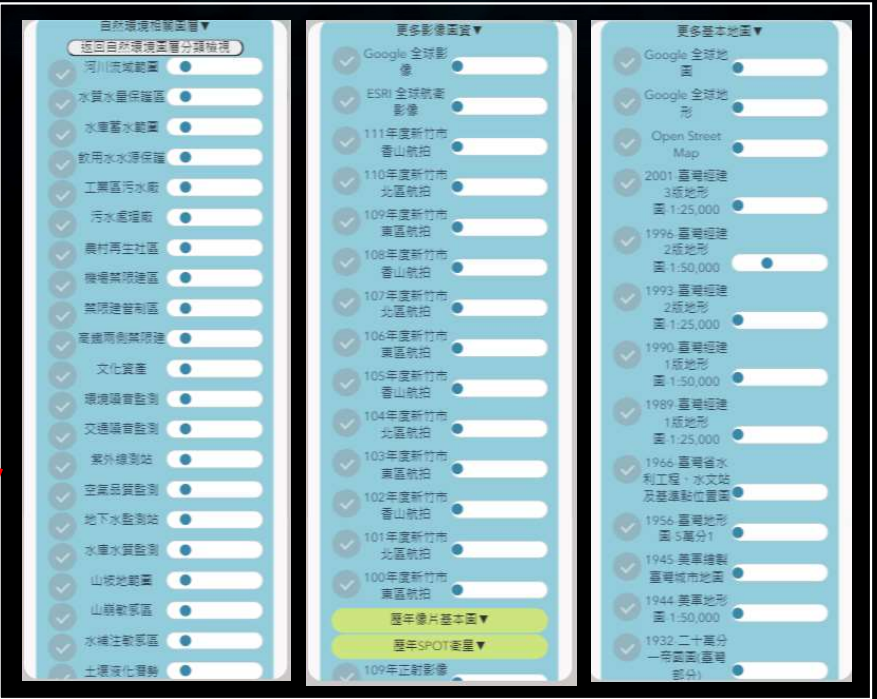 自然環境相關圖層▼
返回自然環境圖層分類檢視
河川流域範圍
水質水量保護區
水庫蓄水範圍
飲用水水源保護
工業區污水廠
污水處理廠
農村再生社區
機場禁限建區
禁限建管制區
高鐵兩側禁限建
文化資產
環境噪音監測
交通噪音監測
紫外線測站
空氣品質監測
地下水監測站
水庫水質監測
山坡地範圍
山崩敏感區
水補注敏感區
土壤液化潛勢
更多影像圖資▼
Google 全球影
像
ESRI 全球航衛
影像
111年度新竹市
香山航拍
110年度新竹市
北區航拍
109年度新竹市
東區航拍
108年度新竹市
香山航拍
107年度新竹市
北區航拍
106年度新竹市
東區航拍
105年度新竹市
香山航拍
104年度新竹市
北區航拍
103年度新竹市
東區航拍
102年度新竹市
香山航拍
101年度新竹市
北區航拍
100年度新竹市
東區航拍
歷年像片基本圖▼
歷年SPOT衛星▼
109年正射影像
更多基本地圖▼
Google 全球地
圖
Google 全球地
形
Open Street
Map
2001-臺灣經建
3版地形
圖-1:25,000
1996-臺灣經建
2版地形
圖-1:50,000
1993-臺灣經建
2版地形
圖-1:25,000
1990-臺灣經建
1版地形
圖-1:50,000
1989-臺灣經建
1版地形
圖-1:25,000
1966-臺灣省水
利工程、水文站
及基準點位置圖
1956-臺灣地形
圖-5萬分1
1945-美軍繪製
臺灣城市地圖
1944-美軍地形
圖-1:50,000
1932-二十萬分
一帝國圖(臺灣
部分)